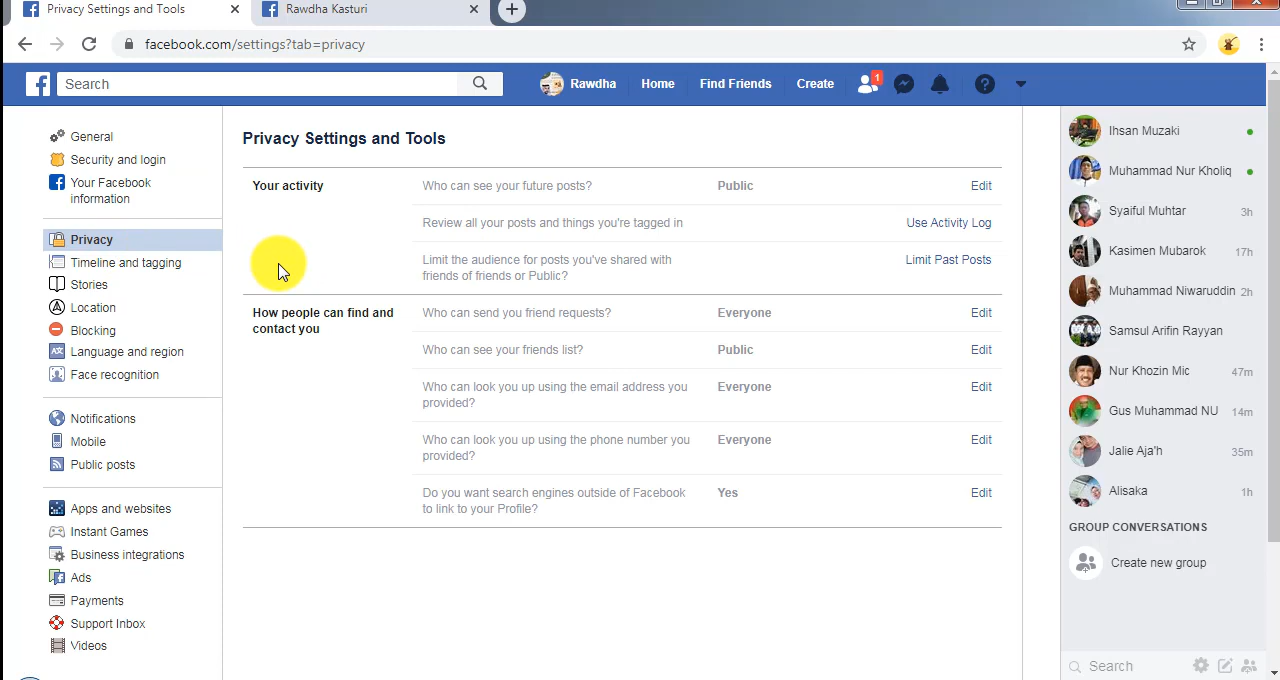 Privacy Settings and Tools
Rawdha Kasturi
facebook.com/settings?tab=privacy
Search
Rawdha
Home
Find Friends
Create
1
General
Security and login
Your Facebook
information
Privacy
Timeline and tagging
Stories
Location
Blocking
Language and region
Face recognition
Notifications
Mobile
Public posts
Apps and websites
Instant Games
Business integrations
Ads
Payments
Support Inbox
Videos
Privacy Settings and Tools
Your activity
Who can see your future posts?
Public
Edit
Review all your posts and things you're tagged in
Use Activity Log
Limit the audience for posts you've shared with
friends of friends or Public?
Limit Past Posts
How people can find and
contact you
Who can send you friend requests?
Everyone
Edit
Who can see your friends list?
Public
Edit
Who can look you up using the email address you
provided?
Everyone
Edit
Who can look you up using the phone number you
provided?
Everyone
Edit
Do you want search engines outside of Facebook
to link to your Profile?
Yes
Edit
Ihsan Muzaki
Muhammad Nur Kholiq
Syaiful Muhtar 3h
Kasimen Mubarok 17h
Muhammad Niwaruddin 2h
Samsul Arifin Rayyan
Nur Khozin Mic 47m
Gus Muhammad NU 14m
Jalie Aja'h 35m
Alisaka 1h
GROUP CONVERSATIONS
Create new group
Search